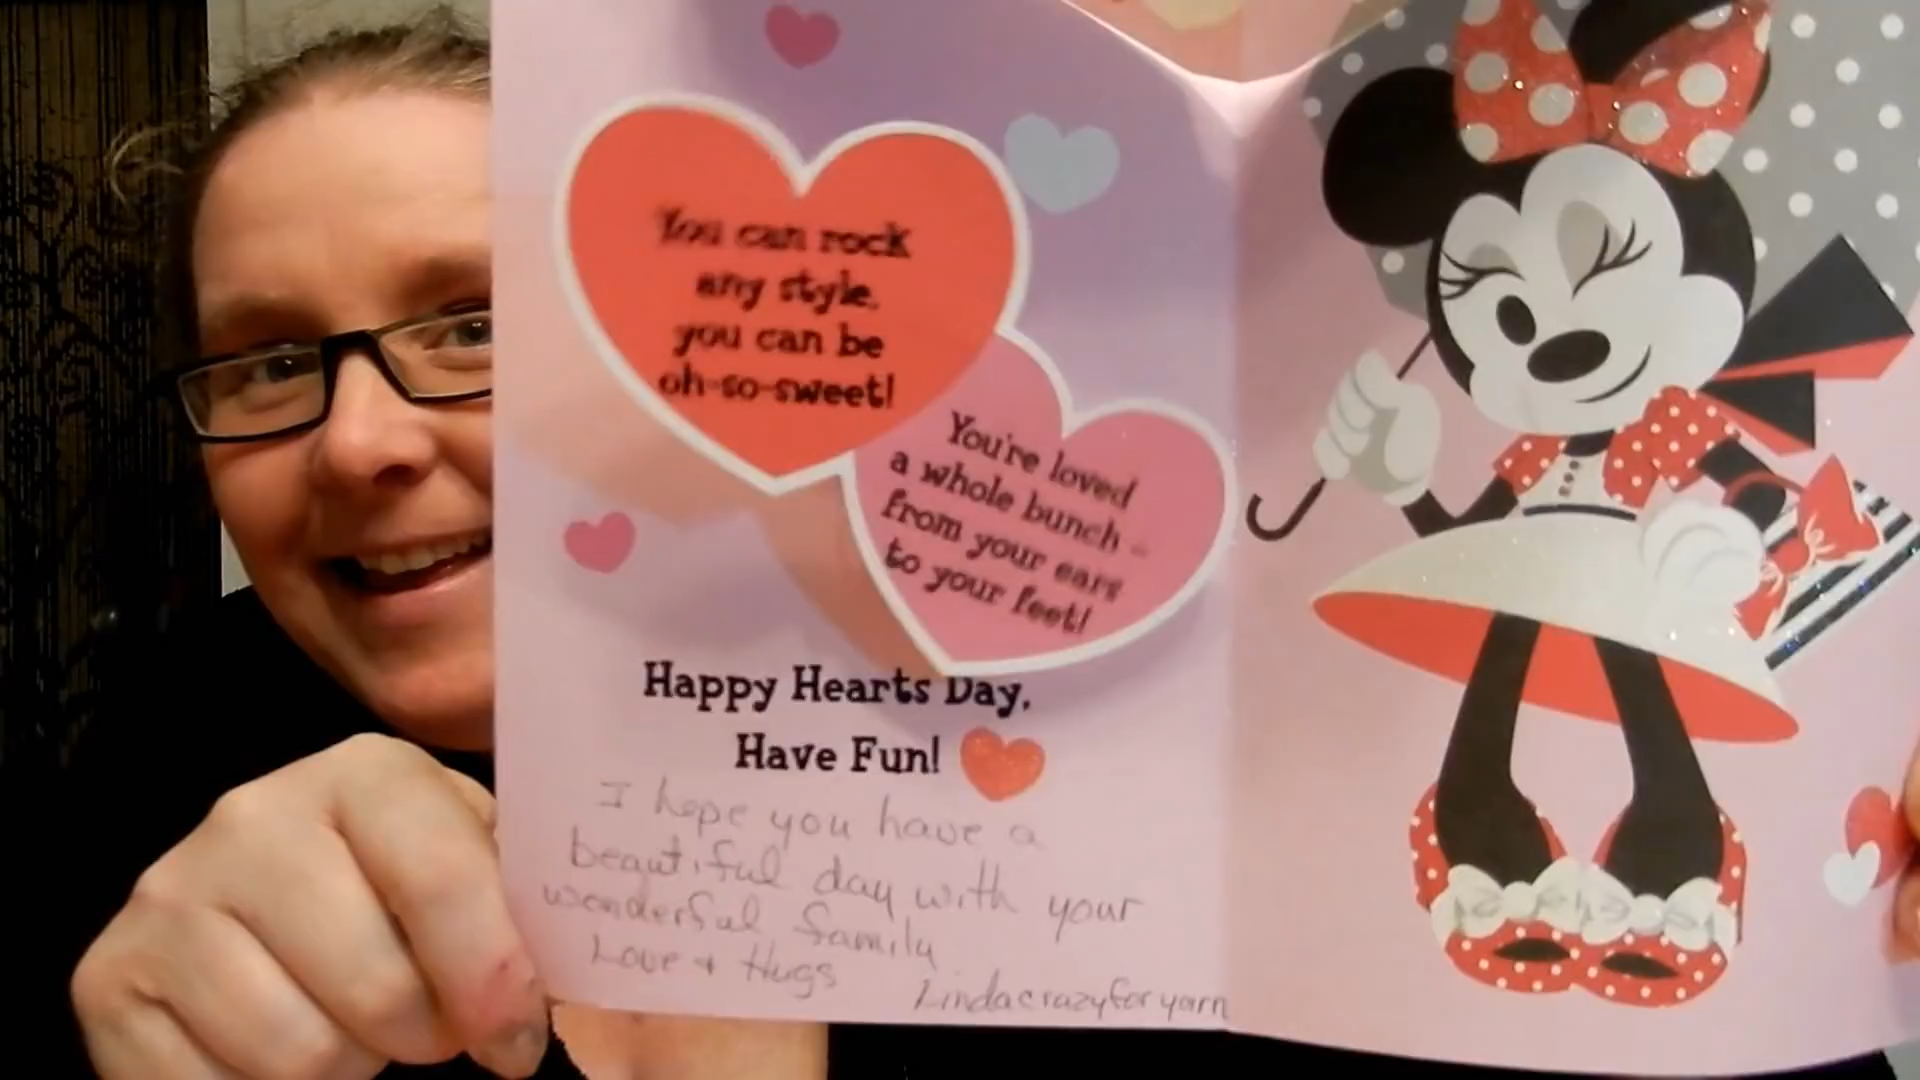 You can rock
any style,
you can be
oh-so-sweet!
You're loved
a whole bunch –
from your ears
to your feet!
Happy Hearts Day,
Have Fun!
I hope you have a
beautiful day with your
wonderful family
Love + Hugs
Lindacrazyforyarn